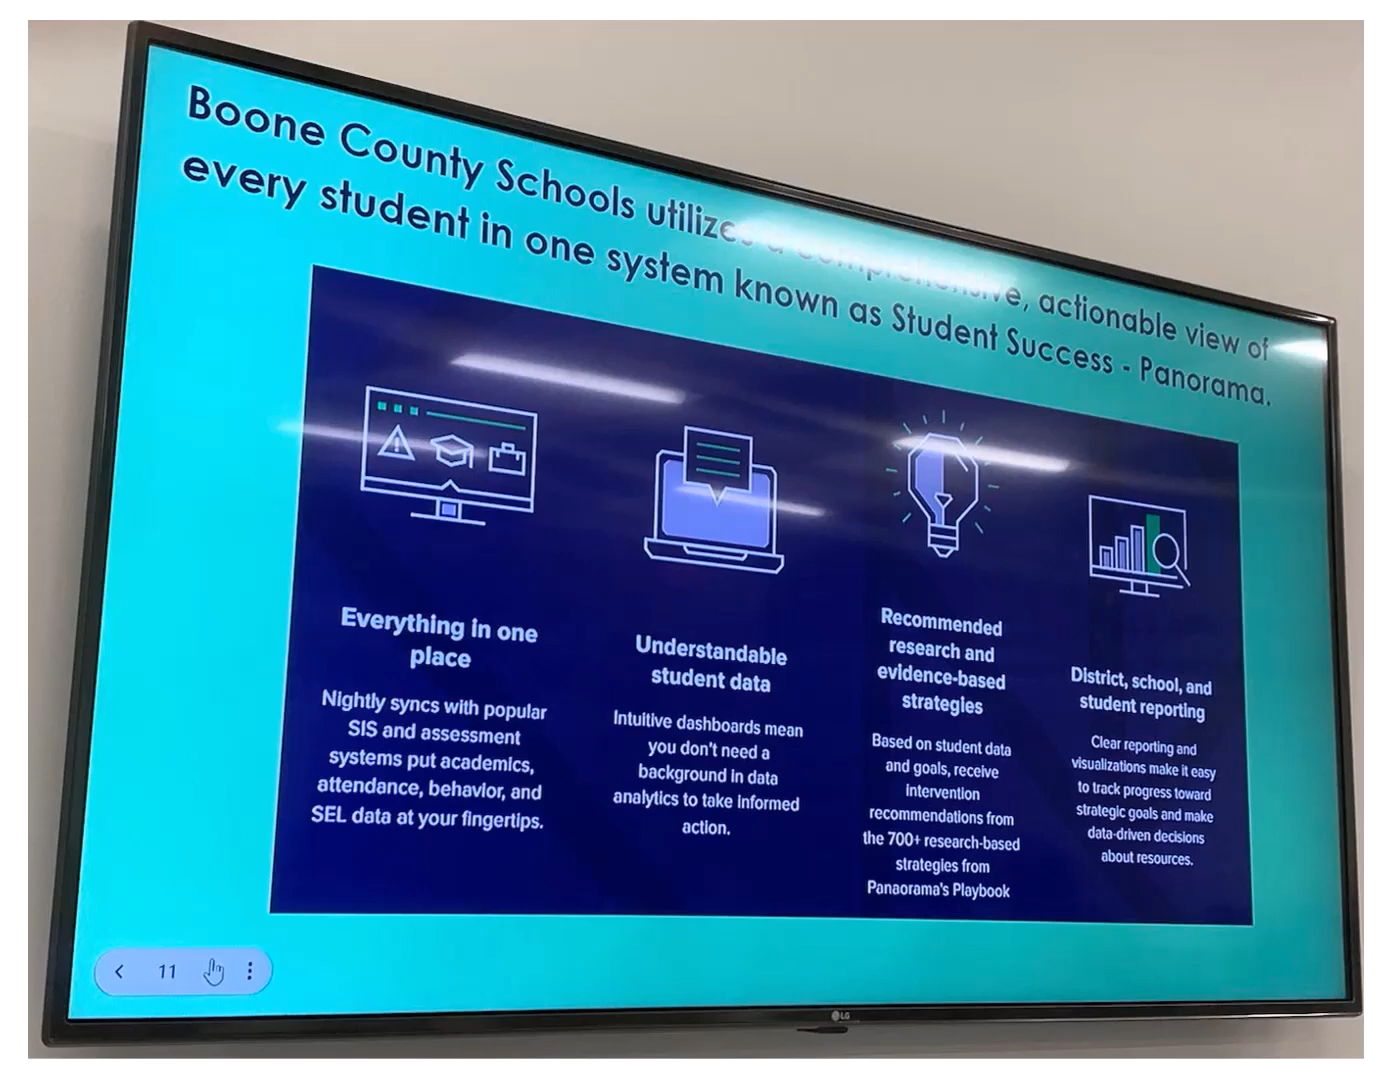 Boone County Schools utilizes a comprehensive, actionable view of
every student in one system known as Student Success - Panorama.
Everything in one
place
Nightly syncs with popular
SIS and assessment
systems put academics,
attendance, behavior, and
SEL data at your fingertips.
Understandable
student data
Intuitive dashboards mean
you don't need a
background in data
analytics to take informed
action.
Recommended
research and
evidence-based
strategies
Based on student data
and goals, receive
intervention
recommendations from
the 700+ research-based
strategies from
Panaorama's Playbook
District, school, and
student reporting
Clear reporting and
visualizations make it easy
to track progress toward
strategic goals and make
data-driven decisions
about resources.
11
LG